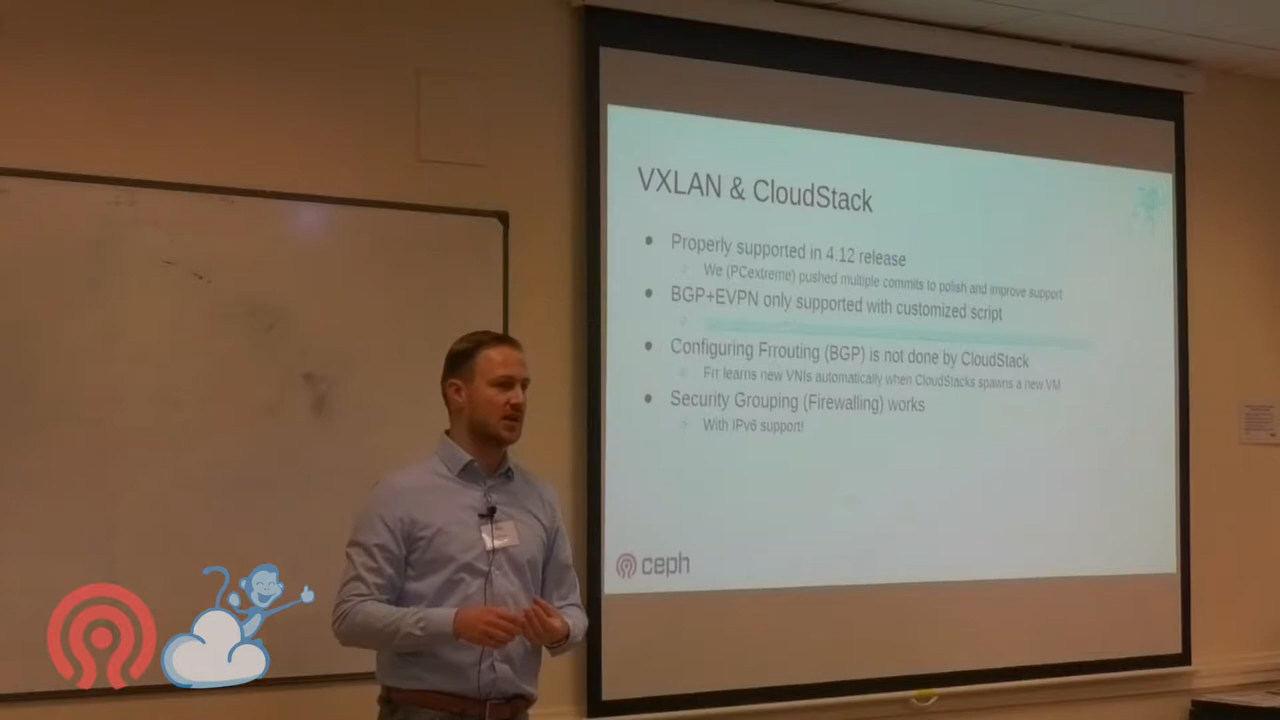 VXLAN & CloudStack
● Properly supported in 4.12 release
○ We (PCextreme) pushed multiple commits to polish and improve support
● BGP+EVPN only supported with customized script
● Configuring Frrouting (BGP) is not done by CloudStack
○ Frr learns new VNIs automatically when CloudStacks spawns a new VM
● Security Grouping (Firewalling) works
○ With IPv6 support!
ceph